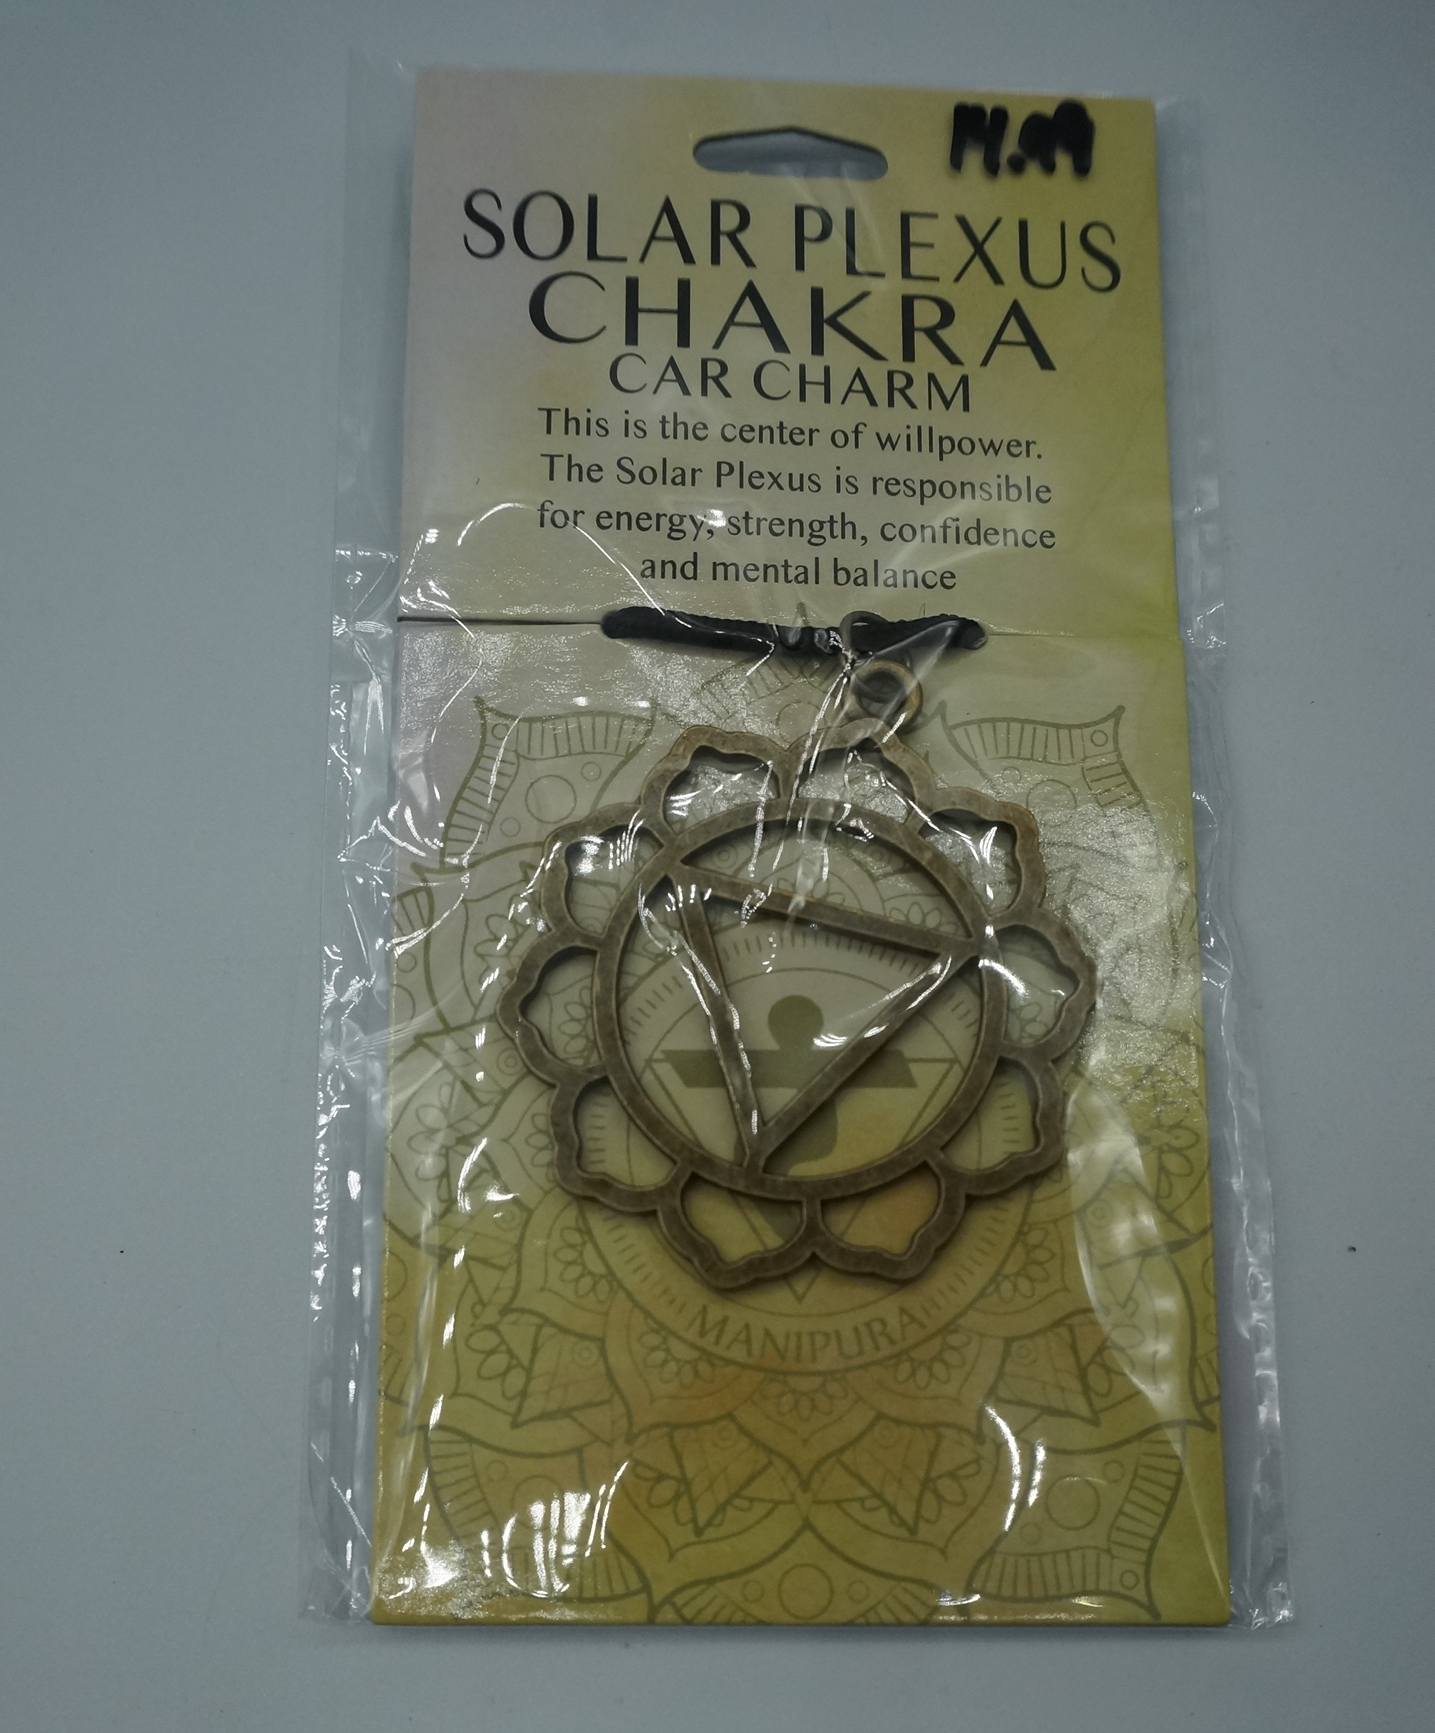 14.99
SOLAR PLEXUS
CHAKRA
CAR CHARM
This is the center of willpower.
The Solar Plexus is responsible
for energy, strength, confidence
and mental balance
MANIPURA